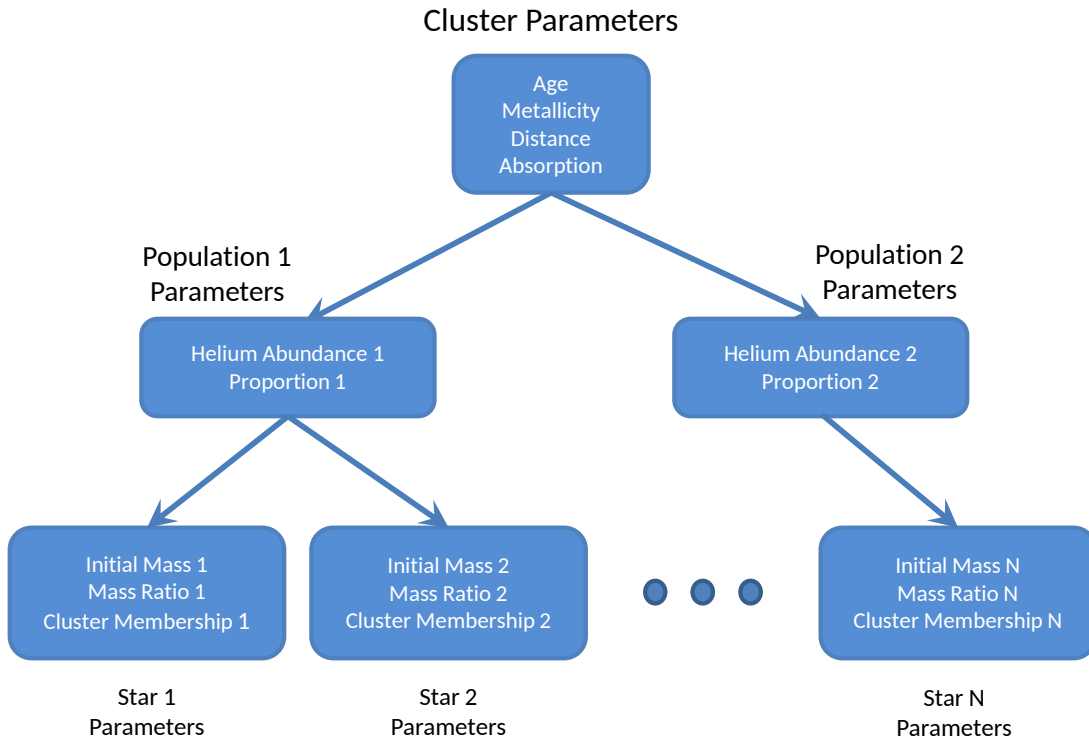 Cluster Parameters
Age
Metallicity
Distance
Absorption
Population 1
Parameters
Population 2
Parameters
Helium Abundance 1
Proportion 1
Helium Abundance 2
Proportion 2
Initial Mass 1
Mass Ratio 1
Cluster Membership 1
Initial Mass 2
Mass Ratio 2
Cluster Membership 2
Initial Mass N
Mass Ratio N
Cluster Membership N
Star 1
Parameters
Star 2
Parameters
Star N
Parameters